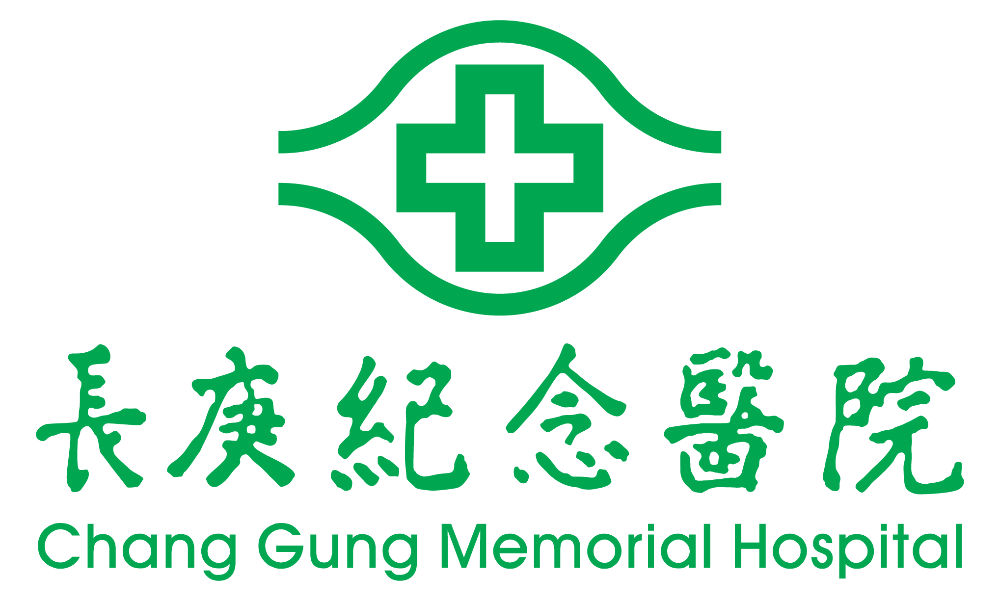 長庚紀念醫院
Chang Gung Memorial Hospital